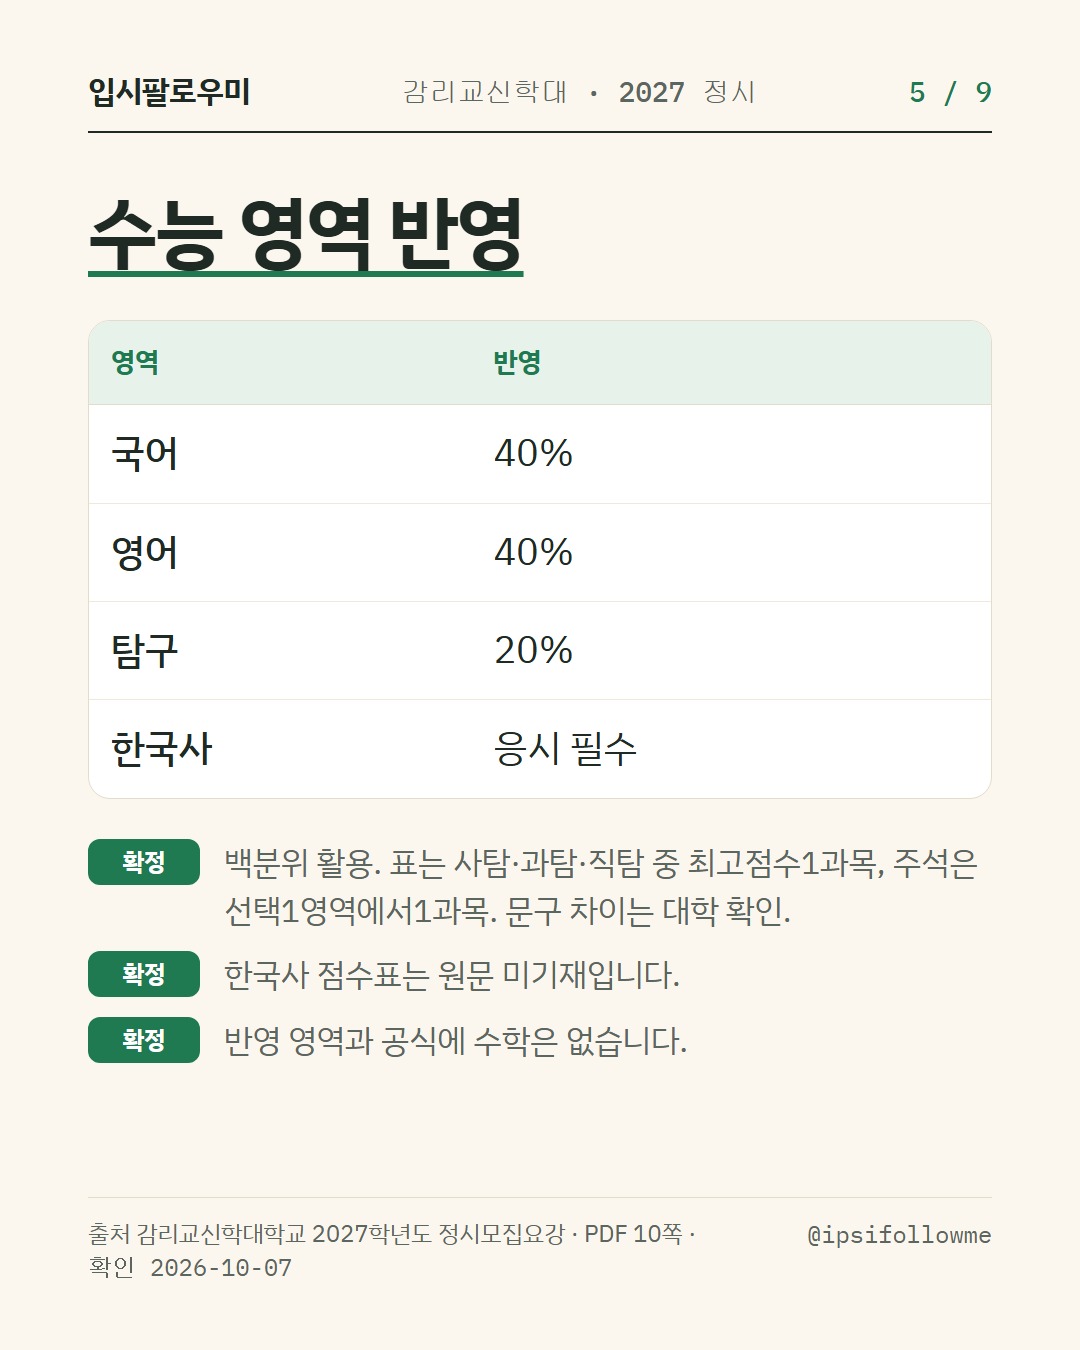 입시팔로우미
감리교신학대 · 2027 정시
5 / 9
수능 영역 반영
영역 반영
국어 40%
영어 40%
탐구 20%
한국사 응시 필수
확정 백분위 활용. 표는 사탐·과탐·직탐 중 최고점수1과목, 주석은
선택1영역에서1과목. 문구 차이는 대학 확인.
확정 한국사 점수표는 원문 미기재입니다.
확정 반영 영역과 공식에 수학은 없습니다.
출처 감리교신학대학교 2027학년도 정시모집요강 · PDF 10쪽 ·
확인 2026-10-07
@ipsifollowme